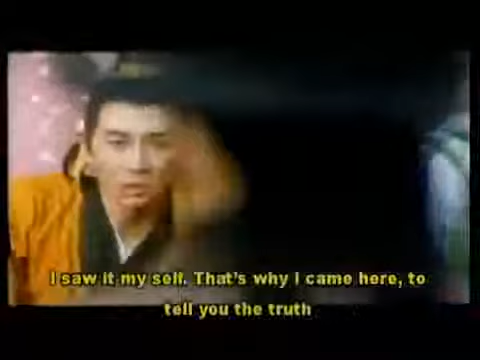 I saw it my self. That's why I came here, to
tell you the truth